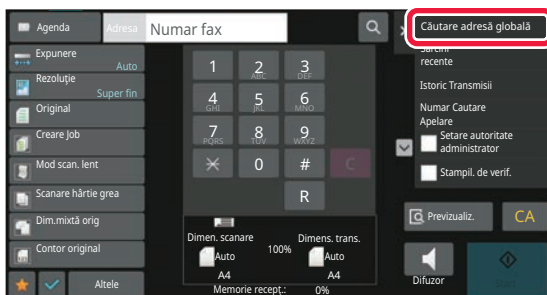 Agenda
Adresa
Numar fax
Căutare adresă globală
Sarcini
recente
Istoric Transmisii
Numar Cautare
Apelare
Setare autoritate
administrator
Stampil. de verif.
Previzualiz.
CA
Difuzor
Start
Expunere
Auto
Rezoluție
Super fin
Original
Creare Job
Mod scan. lent
Scanare hârtie grea
Dim.mixtă orig
Contor original
Altele
1
2
ABC
3
DEF
4
GHI
5
JKL
6
MNO
7
PQRS
8
TUV
9
WXYZ
0
#
C
R
Dimen. scanare
100%
Dimens. trans.
Auto
A4
Auto
A4
Memorie recepț.:
0%